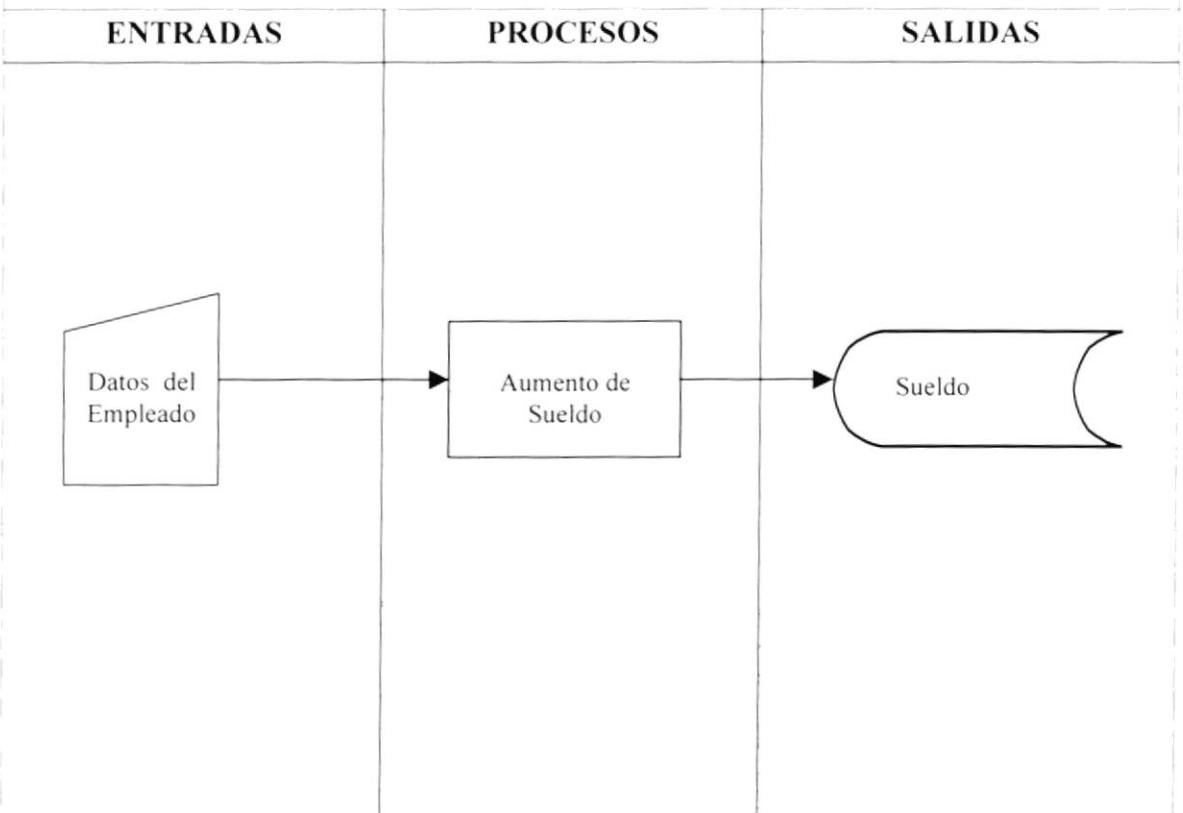 ENTRADAS
PROCESOS
SALIDAS
Datos del
Empleado
Aumento de
Sueldo
Sueldo